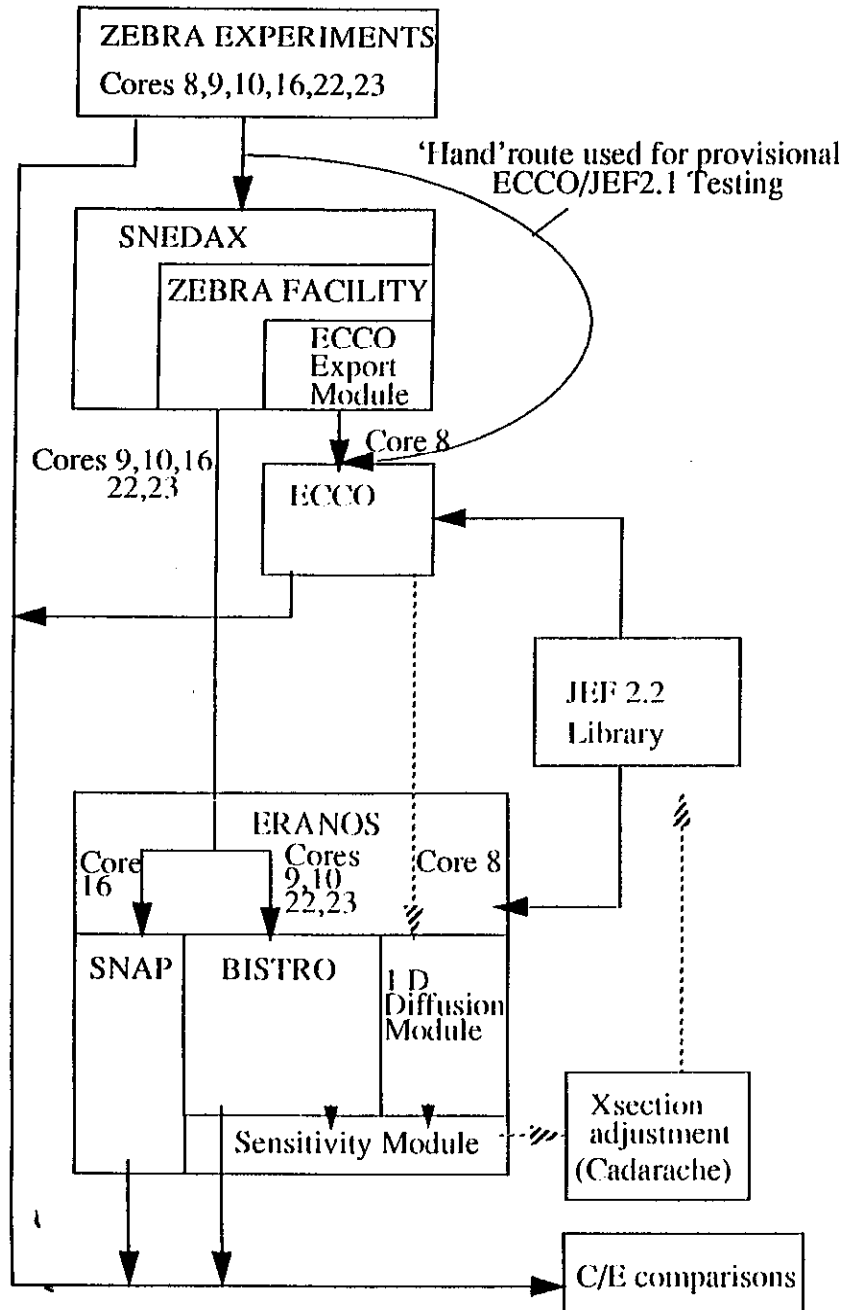 ZEBRA EXPERIMENTS
Cores 8,9,10,16,22,23
'Hand'route used for provisional
ECCO/JEF2.1 Testing
SNEDAX
ZEBRA FACILITY
ECCO
Export
Module
Cores 9,10,16
22,23
Core 8
ECCO
JEF 2.2
Library
ERANOS
Core
16
Cores
9,10
22,23
Core 8
SNAP
BISTRO
1 D
Diffusion
Module
Sensitivity Module
Xsection
adjustment
(Cadarache)
C/E comparisons